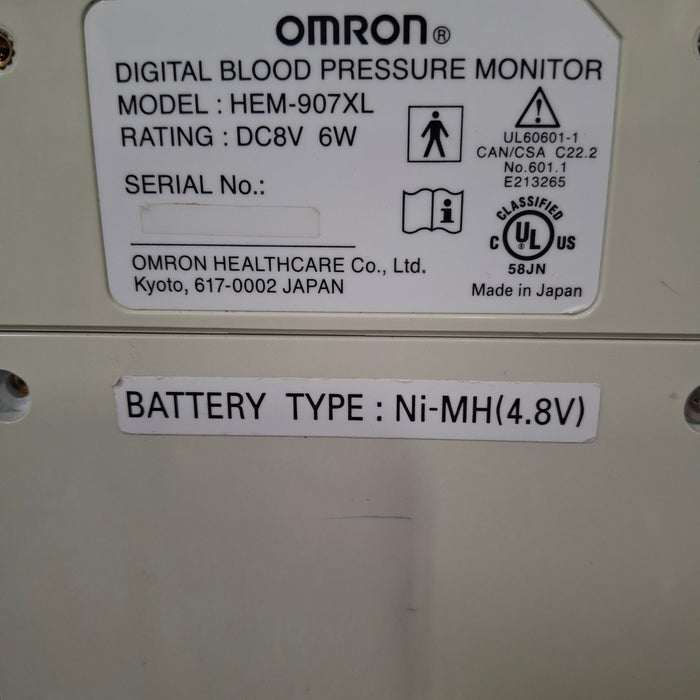 OMRON®
DIGITAL BLOOD PRESSURE MONITOR
MODEL : HEM-907XL
RATING : DC8V 6W
SERIAL No.:
UL60601-1
CAN/CSA C22.2
No.601.1
E213265
CLASSIFIED
C UL® US
58JN
OMRON HEALTHCARE Co., Ltd.
Kyoto, 617-0002 JAPAN
Made in Japan
BATTERY TYPE : Ni-MH(4.8V)